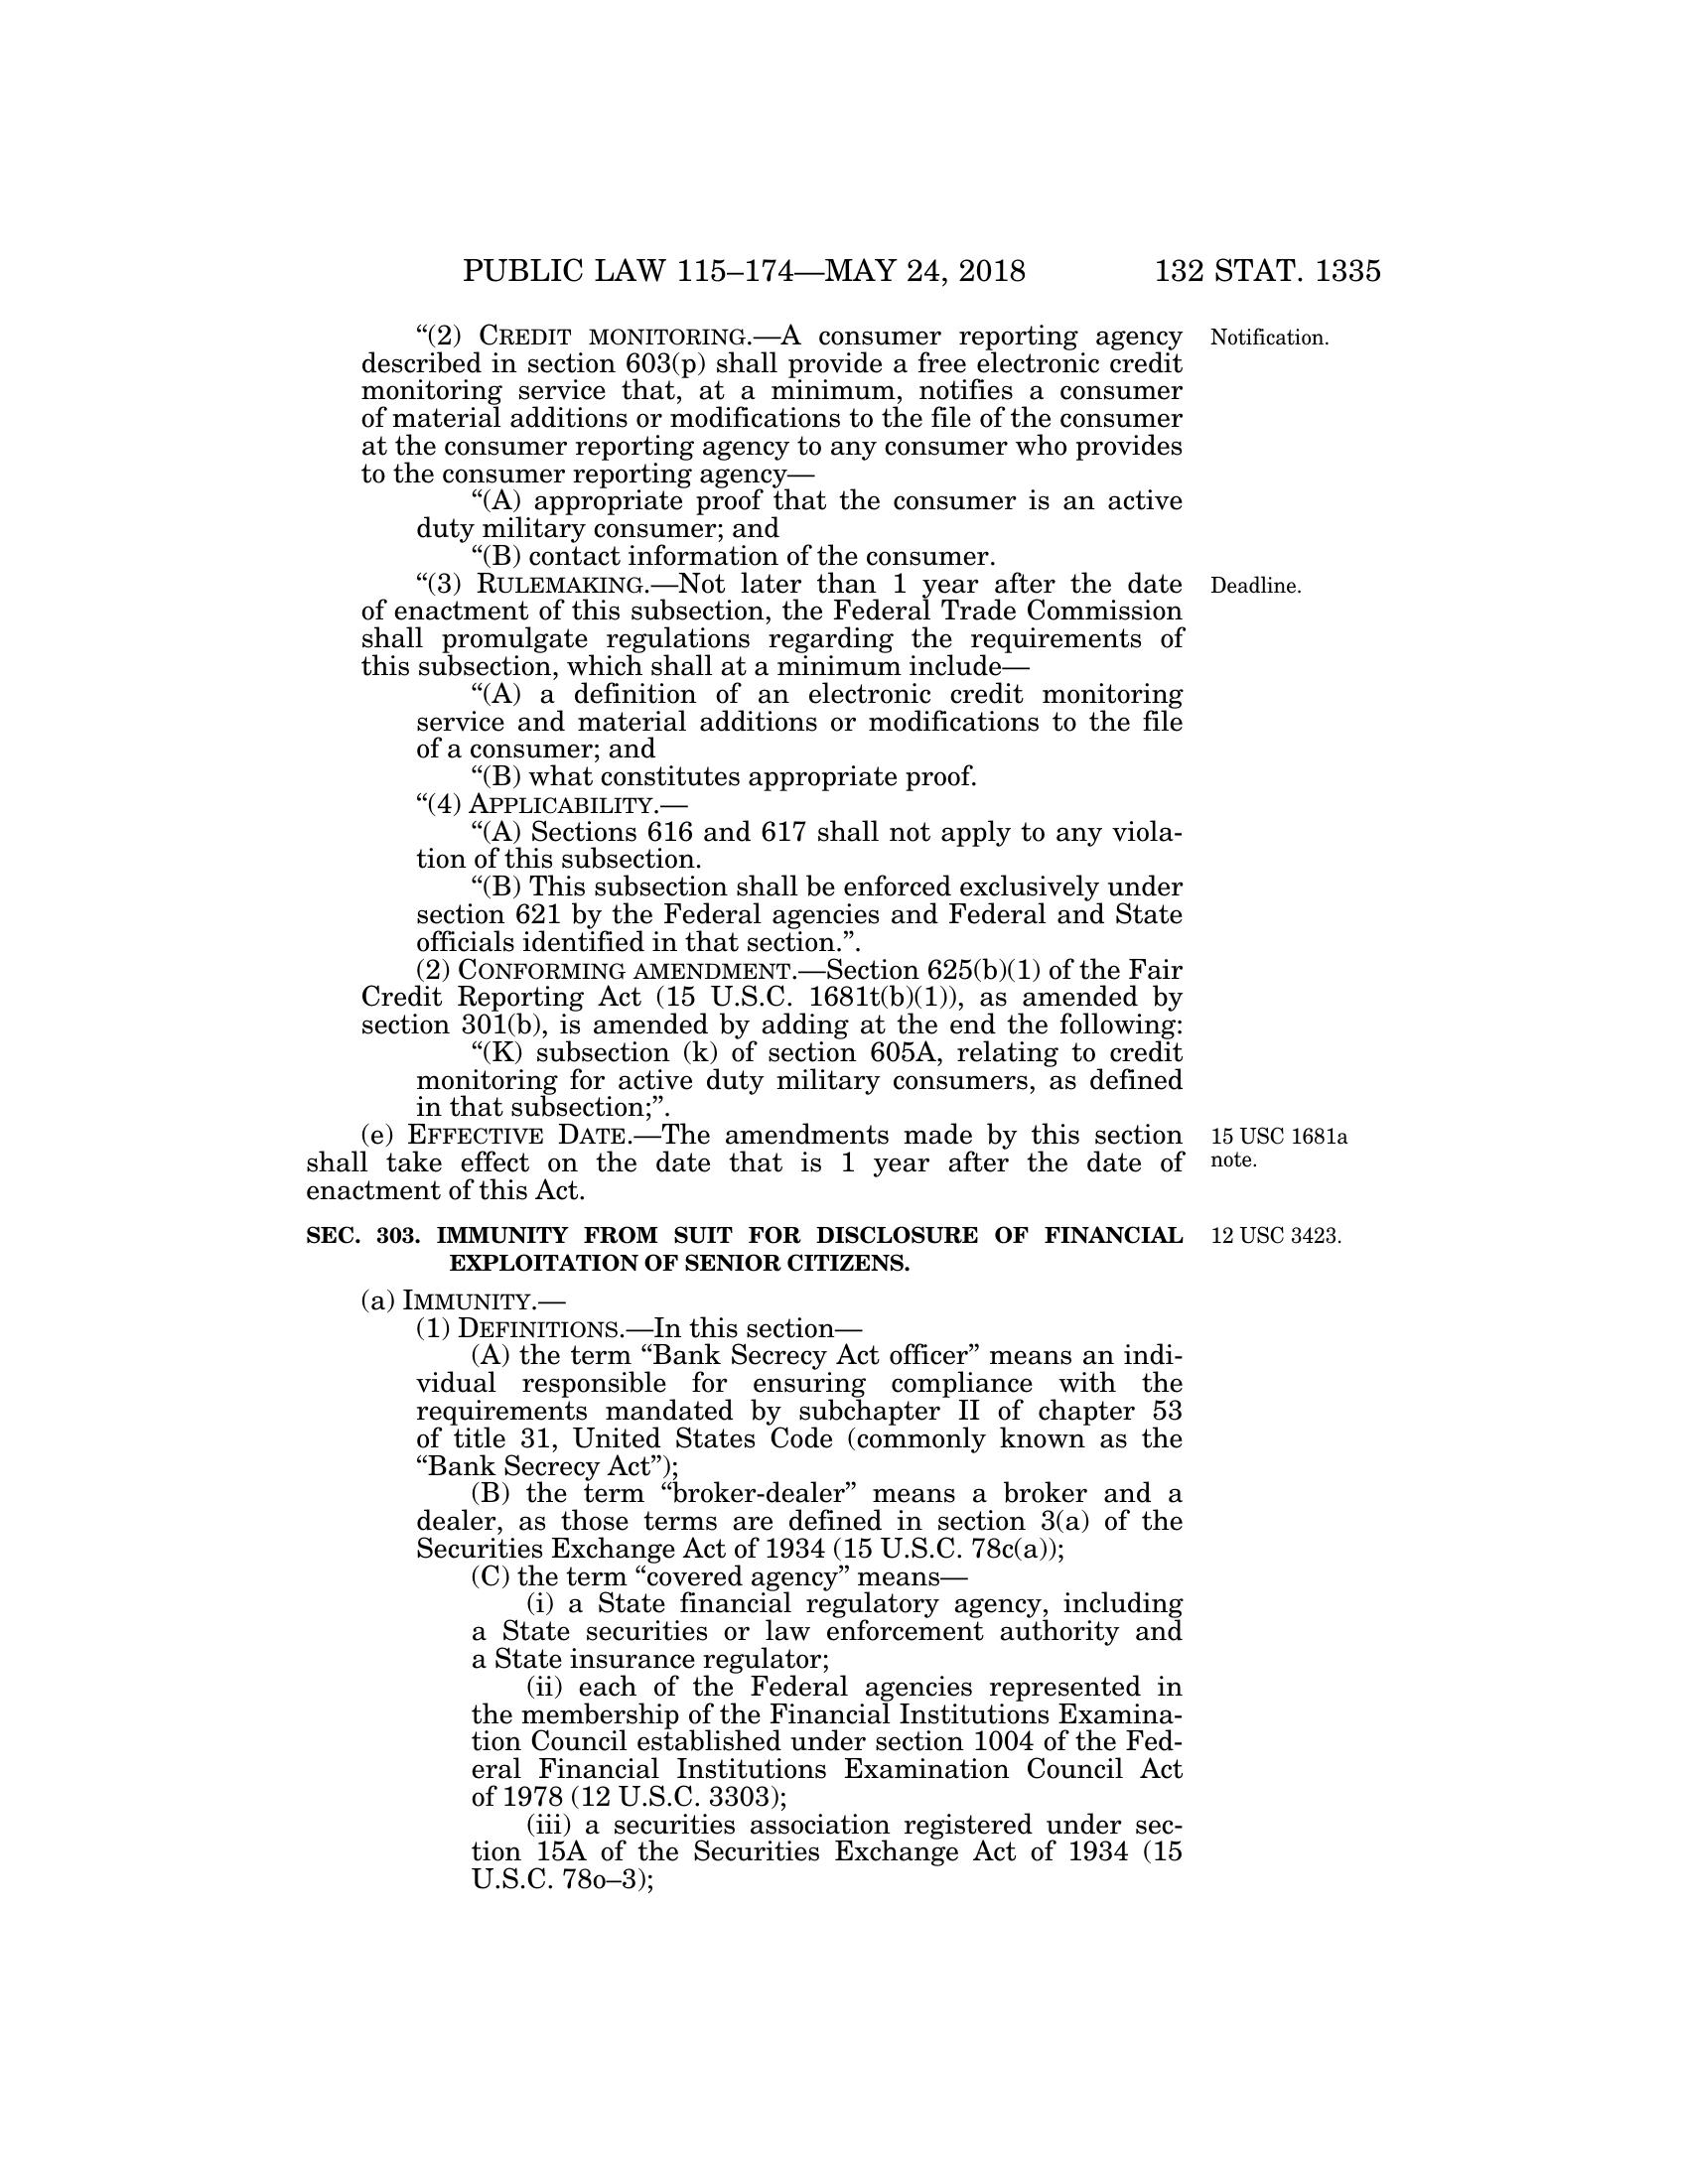 PUBLIC LAW 115–174—MAY 24, 2018 132 STAT. 1335
“(2) CREDIT MONITORING.—A consumer reporting agency Notification.
described in section 603(p) shall provide a free electronic credit
monitoring service that, at a minimum, notifies a consumer
of material additions or modifications to the file of the consumer
at the consumer reporting agency to any consumer who provides
to the consumer reporting agency—
“(A) appropriate proof that the consumer is an active
duty military consumer; and
“(B) contact information of the consumer.
“(3) RULEMAKING.—Not later than 1 year after the date Deadline.
of enactment of this subsection, the Federal Trade Commission
shall promulgate regulations regarding the requirements of
this subsection, which shall at a minimum include—
“(A) a definition of an electronic credit monitoring
service and material additions or modifications to the file
of a consumer; and
“(B) what constitutes appropriate proof.
“(4) APPLICABILITY.—
“(A) Sections 616 and 617 shall not apply to any viola-
tion of this subsection.
“(B) This subsection shall be enforced exclusively under
section 621 by the Federal agencies and Federal and State
officials identified in that section.”.
(2) CONFORMING AMENDMENT.—Section 625(b)(1) of the Fair
Credit Reporting Act (15 U.S.C. 1681t(b)(1)), as amended by
section 301(b), is amended by adding at the end the following:
“(K) subsection (k) of section 605A, relating to credit
monitoring for active duty military consumers, as defined
in that subsection;”.
(e) EFFECTIVE DATE.—The amendments made by this section 15 USC 1681a
shall take effect on the date that is 1 year after the date of note.
enactment of this Act.
SEC. 303. IMMUNITY FROM SUIT FOR DISCLOSURE OF FINANCIAL 12 USC 3423.
EXPLOITATION OF SENIOR CITIZENS.
(a) IMMUNITY.—
(1) DEFINITIONS.—In this section—
(A) the term “Bank Secrecy Act officer” means an indi-
vidual responsible for ensuring compliance with the
requirements mandated by subchapter II of chapter 53
of title 31, United States Code (commonly known as the
“Bank Secrecy Act”);
(B) the term “broker-dealer” means a broker and a
dealer, as those terms are defined in section 3(a) of the
Securities Exchange Act of 1934 (15 U.S.C. 78c(a));
(C) the term “covered agency” means—
(i) a State financial regulatory agency, including
a State securities or law enforcement authority and
a State insurance regulator;
(ii) each of the Federal agencies represented in
the membership of the Financial Institutions Examina-
tion Council established under section 1004 of the Fed-
eral Financial Institutions Examination Council Act
of 1978 (12 U.S.C. 3303);
(iii) a securities association registered under sec-
tion 15A of the Securities Exchange Act of 1934 (15
U.S.C. 78o–3);